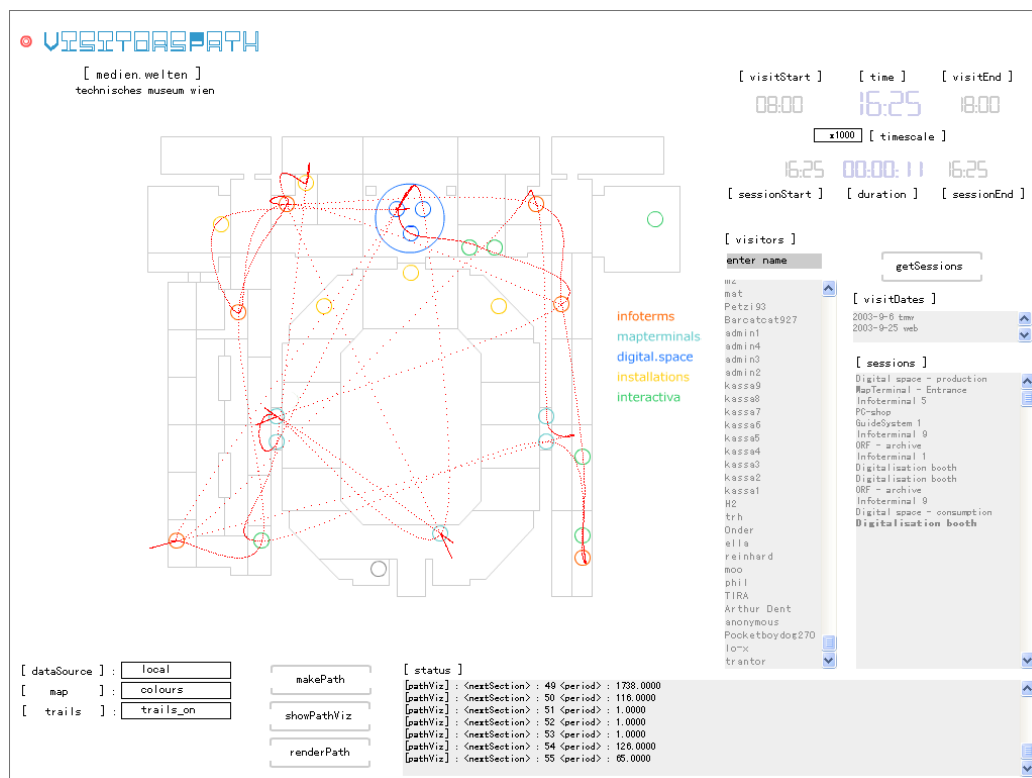 VISITORSPATH
[ medien.welten ]
technisches museum wien
[ visitStart ] [ time ] [ visitEnd ]
08:00 16:25 18:00
x1000 [ timescale ]
16:25 00:00:11 16:25
[ sessionStart ] [ duration ] [ sessionEnd ]
infoterms
mapterminals
digital.space
installations
interactiva
[ visitors ]
enter name
mz
mat
Petzi93
Barcatcat927
admin1
admin4
admin3
admin2
kassa9
kassa8
kassa7
kassa6
kassa5
kassa4
kassa3
kassa2
kassa1
H2
trh
Onder
ella
reinhard
moo
phil
TIRA
Arthur Dent
anonymous
Pocketboydog270
lo-x
trantor
getSessions
[ visitDates ]
2003-9-6 tmw
2003-9-25 web
[ sessions ]
Digital space - production
MapTerminal - Entrance
Infoterminal 5
PC-shop
GuideSystem 1
Infoterminal 9
ORF - archive
Infoterminal 1
Digitalisation booth
Digitalisation booth
ORF - archive
Infoterminal 9
Digital space - consumption
Digitalisation booth
[ dataSource ] : local
[ map ] : colours
[ trails ] : trails_on
makePath
showPathViz
renderPath
[ status ]
[pathViz] : <nextSection> : 49 <period> : 1738.0000
[pathViz] : <nextSection> : 50 <period> : 116.0000
[pathViz] : <nextSection> : 51 <period> : 1.0000
[pathViz] : <nextSection> : 52 <period> : 1.0000
[pathViz] : <nextSection> : 53 <period> : 1.0000
[pathViz] : <nextSection> : 54 <period> : 126.0000
[pathViz] : <nextSection> : 55 <period> : 65.0000